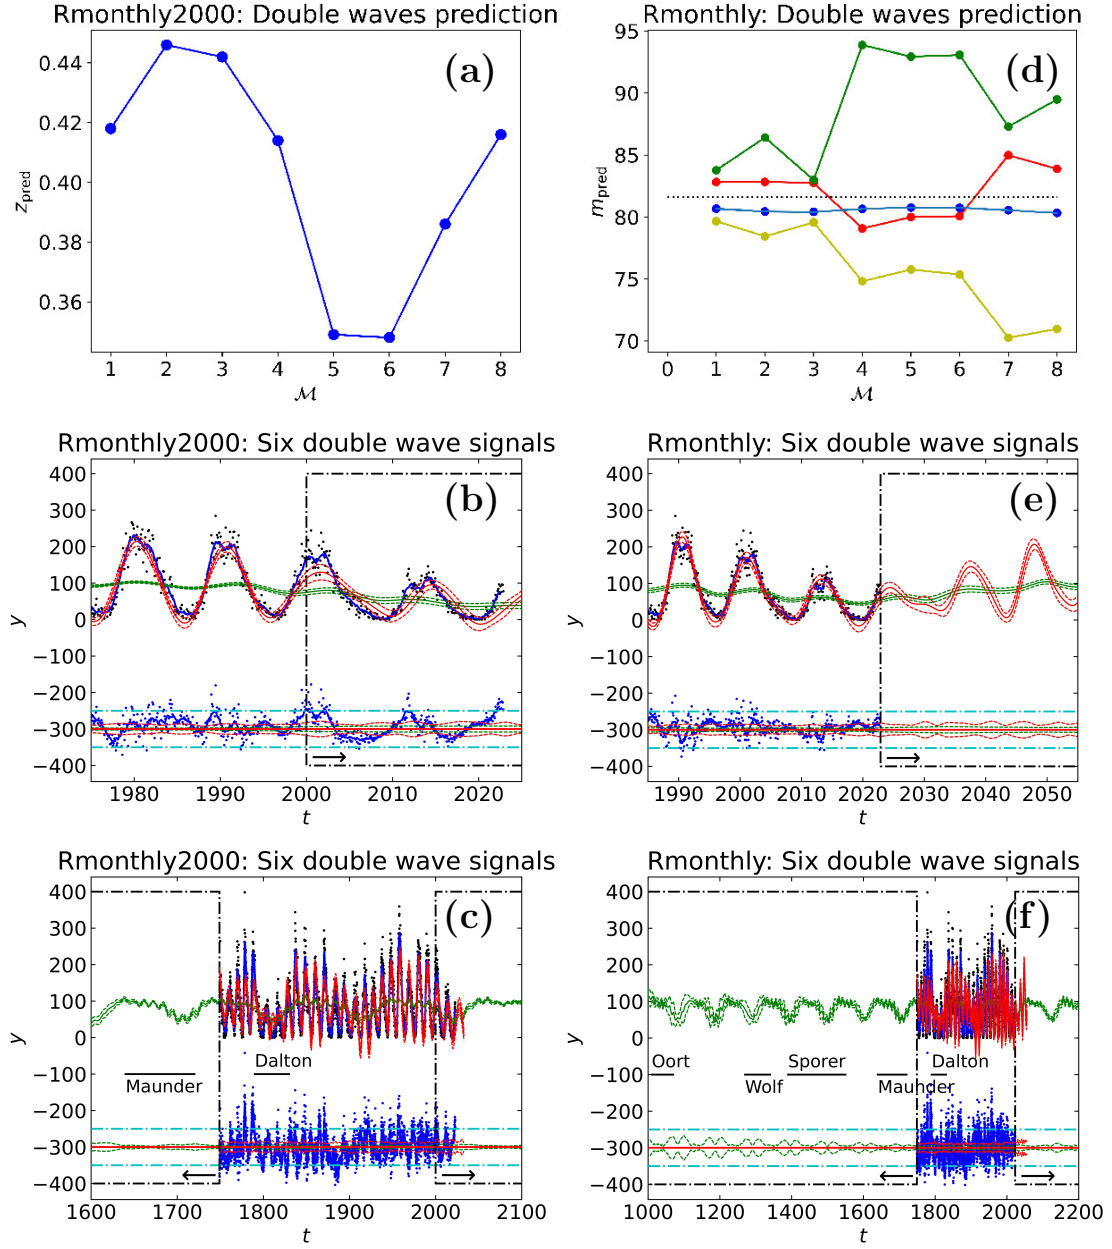 Rmonthly2000: Double waves prediction
(a)
0.44
0.42
0.40
0.38
0.36
z_pred
1 2 3 4 5 6 7 8
ℳ
Rmonthly: Double waves prediction
(d)
95
90
85
80
75
70
m_pred
0 1 2 3 4 5 6 7 8
ℳ
Rmonthly2000: Six double wave signals
(b)
400
300
200
100
0
−100
−200
−300
−400
y
1980 1990 2000 2010 2020
t
Rmonthly: Six double wave signals
(e)
400
300
200
100
0
−100
−200
−300
−400
y
1990 2000 2010 2020 2030 2040 2050
t
Rmonthly2000: Six double wave signals
(c)
400
300
200
100
0
−100
−200
−300
−400
y
Dalton
Maunder
1600 1700 1800 1900 2000 2100
t
Rmonthly: Six double wave signals
(f)
400
300
200
100
0
−100
−200
−300
−400
y
Oort Sporer Dalton
Wolf Maunder
1000 1200 1400 1600 1800 2000 2200
t